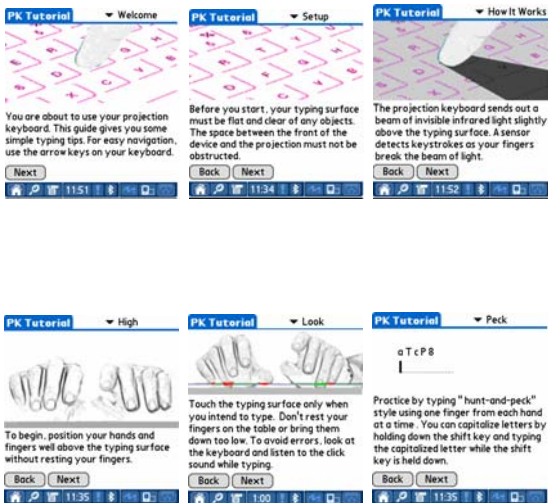 PK Tutorial Welcome
You are about to use your projection
keyboard. This guide gives you some
simple typing tips. For easy navigation,
use the arrow keys on your keyboard.
Next
11:51
PK Tutorial Setup
Before you start, your typing surface
must be flat and clear of any objects.
The space between the front of the
device and the projection must not be
obstructed.
Back Next
11:34
PK Tutorial How It Works
The projection keyboard sends out a
beam of invisible infrared light slightly
above the typing surface. A sensor
detects keystrokes as your fingers
break the beam of light.
Back Next
11:52
PK Tutorial High
To begin, position your hands and
fingers well above the typing surface
without resting your fingers.
Back Next
11:35
PK Tutorial Look
Touch the typing surface only when
you intend to type. Don't rest your
fingers on the table or bring them
down too low. To avoid errors, look at
the keyboard and listen to the click
sound while typing.
Back Next
1:00
PK Tutorial Peck
a T c P 8
Practice by typing "hunt-and-peck"
style using one finger from each hand
at a time. You can capitalize letters by
holding down the shift key and typing
the capitalized letter while the shift
key is held down.
Back Next
11:35